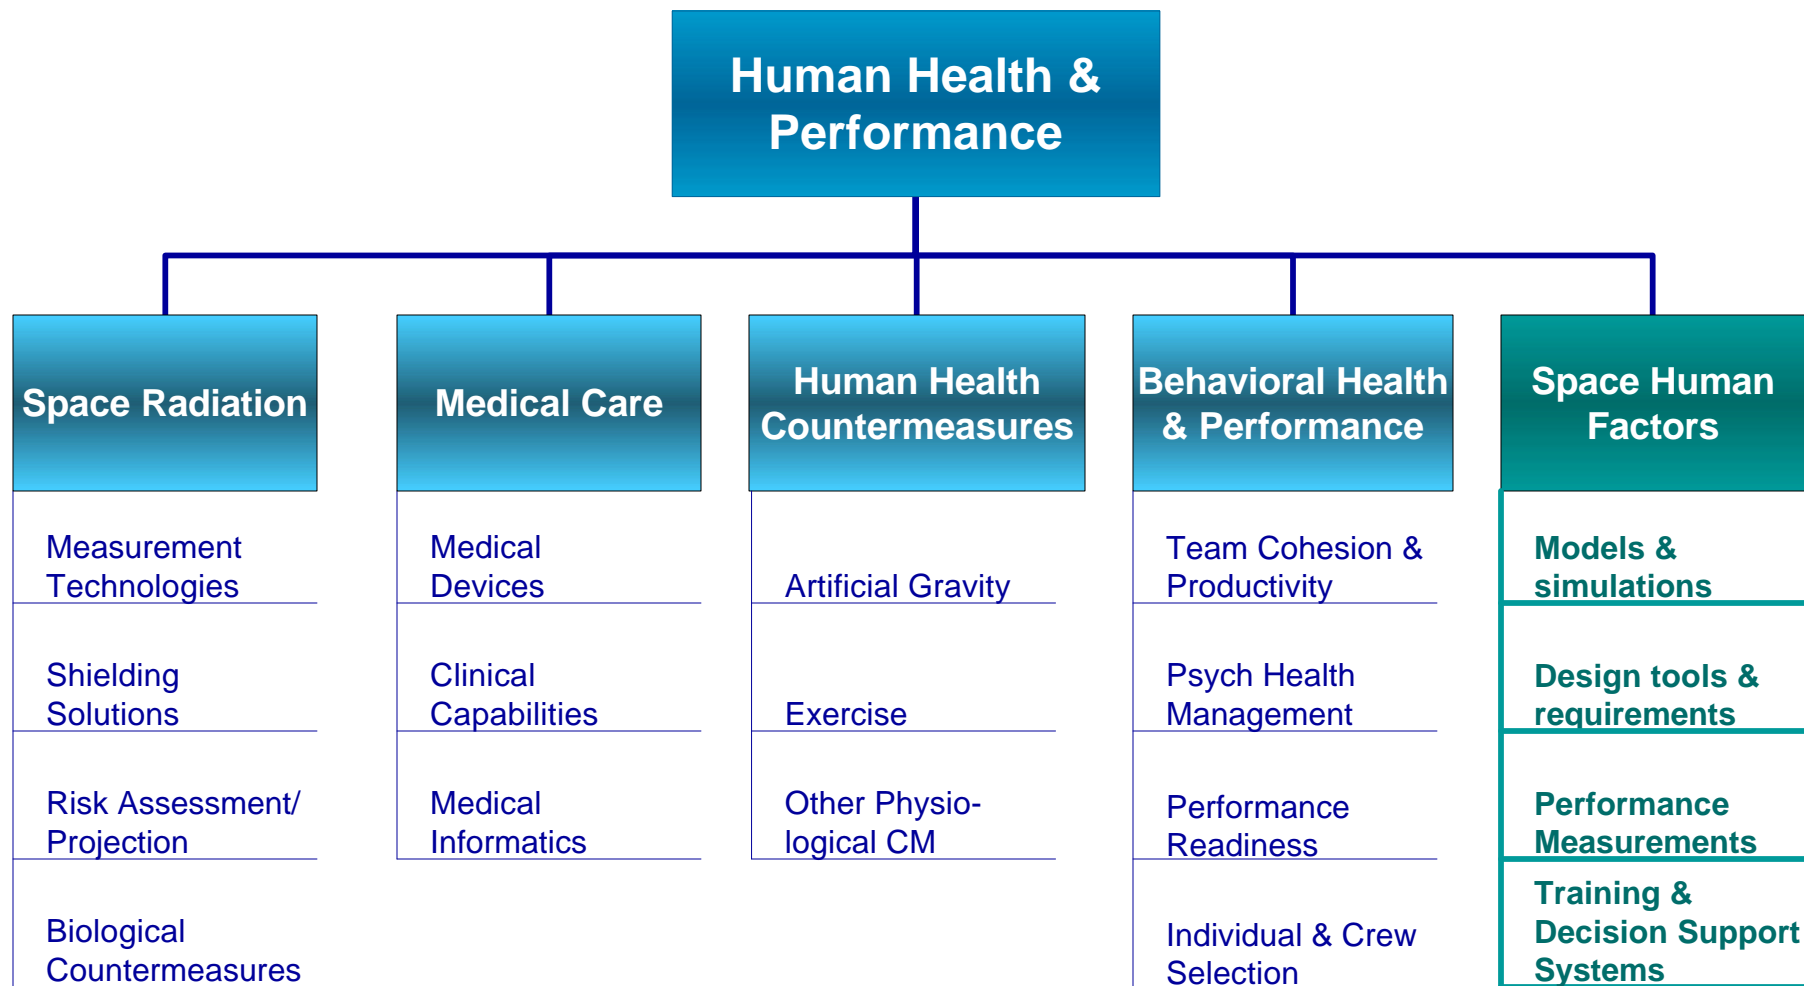 Human Health &
Performance
Space Radiation
Medical Care
Human Health
Countermeasures
Behavioral Health
& Performance
Space Human
Factors
Measurement
Technologies
Shielding
Solutions
Risk Assessment/
Projection
Biological
Countermeasures
Medical
Devices
Clinical
Capabilities
Medical
Informatics
Artificial Gravity
Exercise
Other Physio-
logical CM
Team Cohesion &
Productivity
Psych Health
Management
Performance
Readiness
Individual & Crew
Selection
Models &
simulations
Design tools &
requirements
Performance
Measurements
Training &
Decision Support
Systems